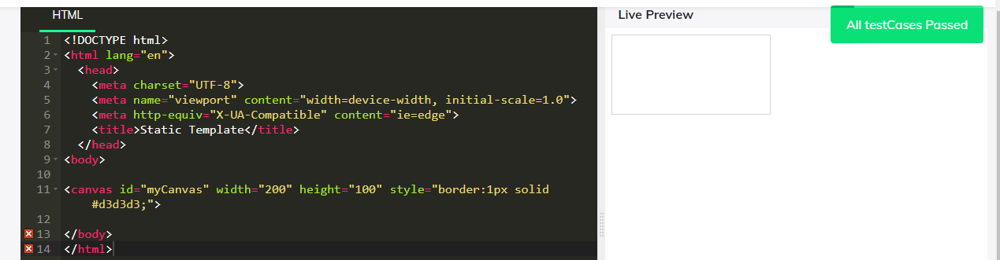 HTML
Live Preview
All testCases Passed
1 <!DOCTYPE html>
2 <html lang="en">
3 <head>
4 <meta charset="UTF-8">
5 <meta name="viewport" content="width=device-width, initial-scale=1.0">
6 <meta http-equiv="X-UA-Compatible" content="ie=edge">
7 <title>Static Template</title>
8 </head>
9 <body>
10
11 <canvas id="myCanvas" width="200" height="100" style="border:1px solid
#d3d3d3;">
12
13 </body>
14 </html>